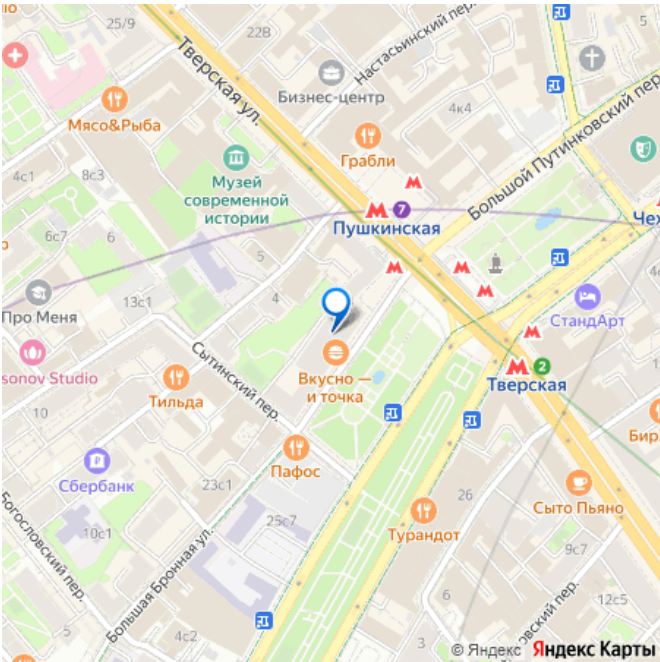 25/9
22В
Настасьинский пер.
Тверская ул.
Бизнес-центр
Мясо&Рыба
4к4
Грабли
Большой Путинковский пер.
Музей
современной
истории
4с1
8с3
7
Пушкинская
Чех
6с7
6
5
4
Про Меня
13с1
СтандАрт
sonov Studio
Сытинский пер.
Вкусно —
и точка
2
Тверская
Тильда
10
Бир
Пафос
Сбербанк
23с1
26
Сыто Пьяно
Богословский пер.
10с1
25с7
Турандот
9с7
Большая Бронная ул.
12с5
5
4с2
3
© Яндекс Яндекс Карты